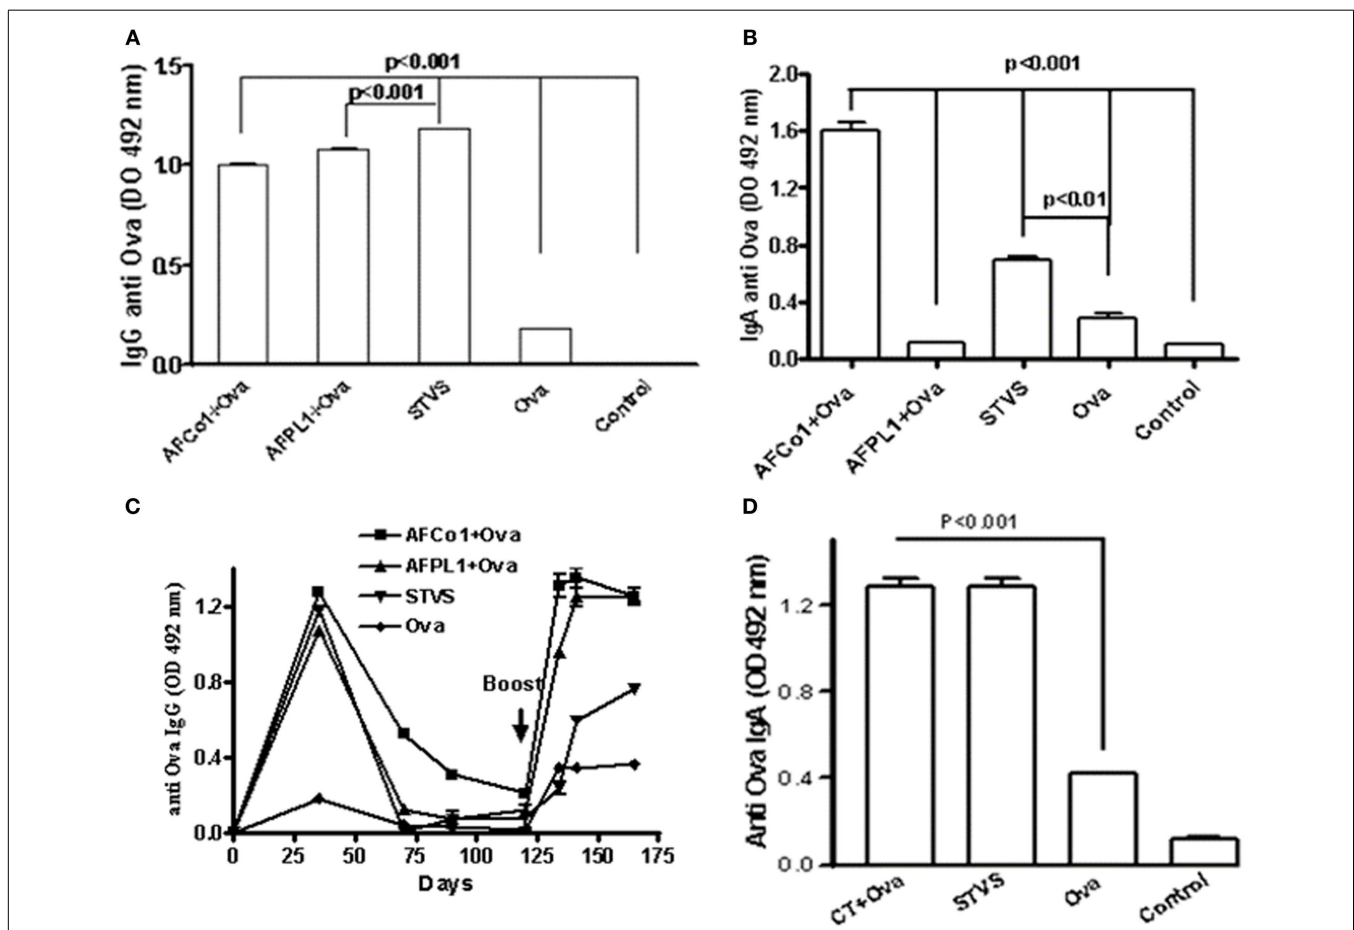 A
p<0.001
p<0.001
IgG anti Ova (DO 492 nm)
1.5
1.0
0.5
0.0
AFCo1+Ova
AFPL1+Ova
STVS
Ova
Control
B
p<0.001
p<0.01
IgA anti Ova (DO 492 nm)
2.0
1.6
1.2
0.8
0.4
0.0
AFCo1+Ova
AFPL1+Ova
STVS
Ova
Control
C
AFCo1+Ova
AFPL1+Ova
STVS
Ova
Boost
anti Ova IgG (OD 492 nm)
1.2
0.8
0.4
0.0
0 25 50 75 100 125 150 175
Days
D
P<0.001
Anti Ova IgA (OD 492 nm)
1.2
0.8
0.4
0.0
CT+Ova
STVS
Ova
Control